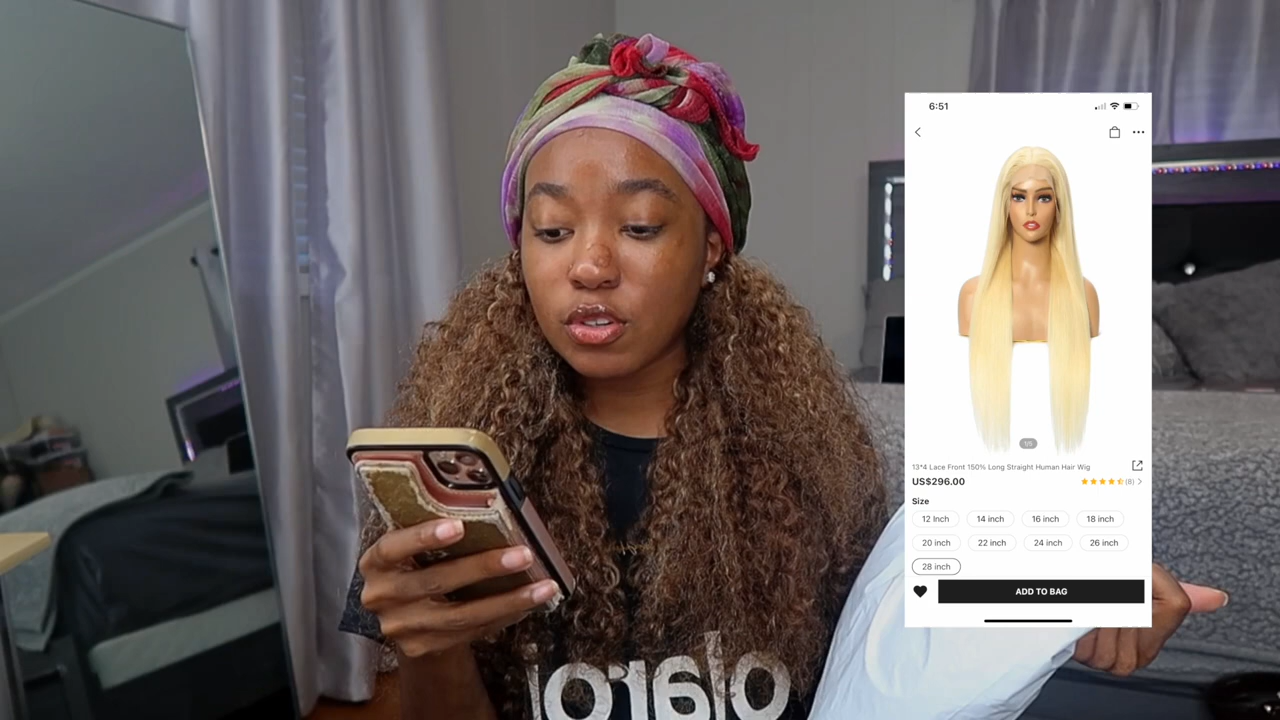 6:51
1/5
13*4 Lace Front 150% Long Straight Human Hair Wig
US$296.00
(8)
Size
12 Inch 14 inch 16 inch 18 inch
20 inch 22 inch 24 inch 26 inch
28 inch
ADD TO BAG